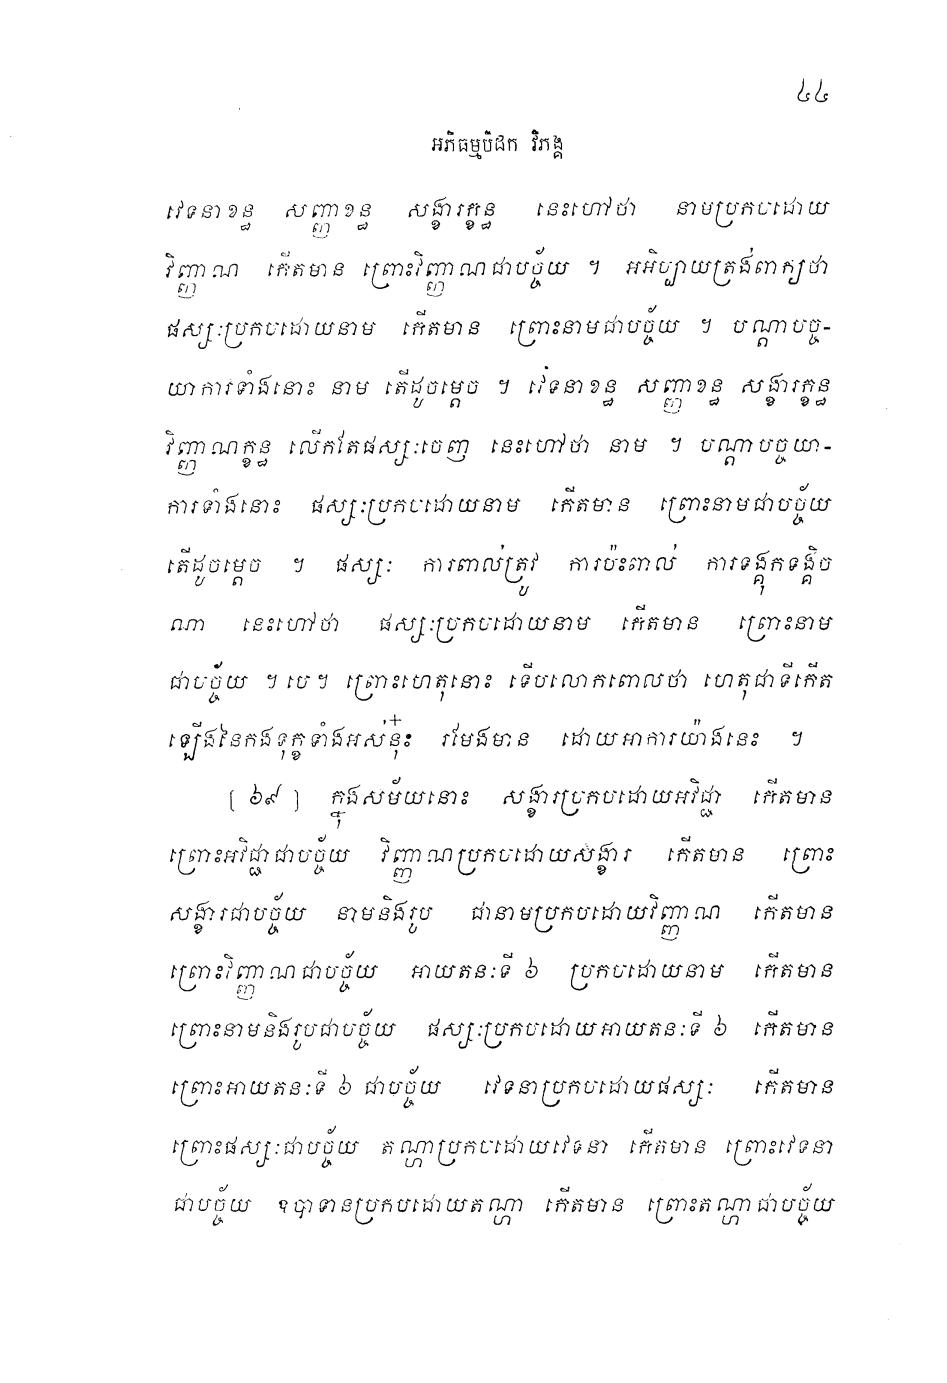 ៤៤
អភិធម្មបិដក វិភង្គ
វេទនាខន្ធ សញ្ញាខន្ធ សង្ខារក្ខន្ធ នេះហៅថា នាមប្រកបដោយ
វិញ្ញាណ កើតមាន ព្រោះវិញ្ញាណជាបច្ច័យ ។ អអិប្បាយត្រង់ពាក្យថា
ផស្សៈប្រកបដោយនាម កើតមាន ព្រោះនាមជាបច្ច័យ ។ បណ្តាបច្ច-
យាការទាំងនោះ នាម តើដូចម្តេច ។ វេទនាខន្ធ សញ្ញាខន្ធ សង្ខារក្ខន្ធ
វិញ្ញាណក្ខន្ធ លើកតែផស្សៈចេញ នេះហៅថា នាម ។ បណ្តាបច្ចយា-
ការទាំងនោះ ផស្សៈប្រកបដោយនាម កើតមាន ព្រោះនាមជាបច្ច័យ
តើដូចម្តេច ។ ផស្សៈ ការពាល់ត្រូវ ការប៉ះពាល់ ការទង្គុកទង្គិច
ណា នេះហៅថា ផស្សៈប្រកបដោយនាម កើតមាន ព្រោះនាម
ជាបច្ច័យ ។ បេ ។ ព្រោះហេតុនោះ ទើបលោកពោលថា ហេតុជាទីកើត
ឡើងនៃកងទុក្ខទាំងអស់នុ៎ះ រមែងមាន ដោយអាការយ៉ាងនេះ ។
[ ៦៩ ] ក្នុងសម័យនោះ សង្ខារប្រកបដោយអវិជ្ជា កើតមាន
ព្រោះអវិជ្ជាជាបច្ច័យ វិញ្ញាណប្រកបដោយសង្ខារ កើតមាន ព្រោះ
សង្ខារជាបច្ច័យ នាមនិងរូប ជានាមប្រកបដោយវិញ្ញាណ កើតមាន
ព្រោះវិញ្ញាណជាបច្ច័យ អាយតនៈទី ៦ ប្រកបដោយនាម កើតមាន
ព្រោះនាមនិងរូបជាបច្ច័យ ផស្សៈប្រកបដោយអាយតនៈទី ៦ កើតមាន
ព្រោះអាយតនៈទី ៦ ជាបច្ច័យ វេទនាប្រកបដោយផស្សៈ កើតមាន
ព្រោះផស្សៈជាបច្ច័យ តណ្ហាប្រកបដោយវេទនា កើតមាន ព្រោះវេទនា
ជាបច្ច័យ ឧបាទានប្រកបដោយតណ្ហា កើតមាន ព្រោះតណ្ហាជាបច្ច័យ